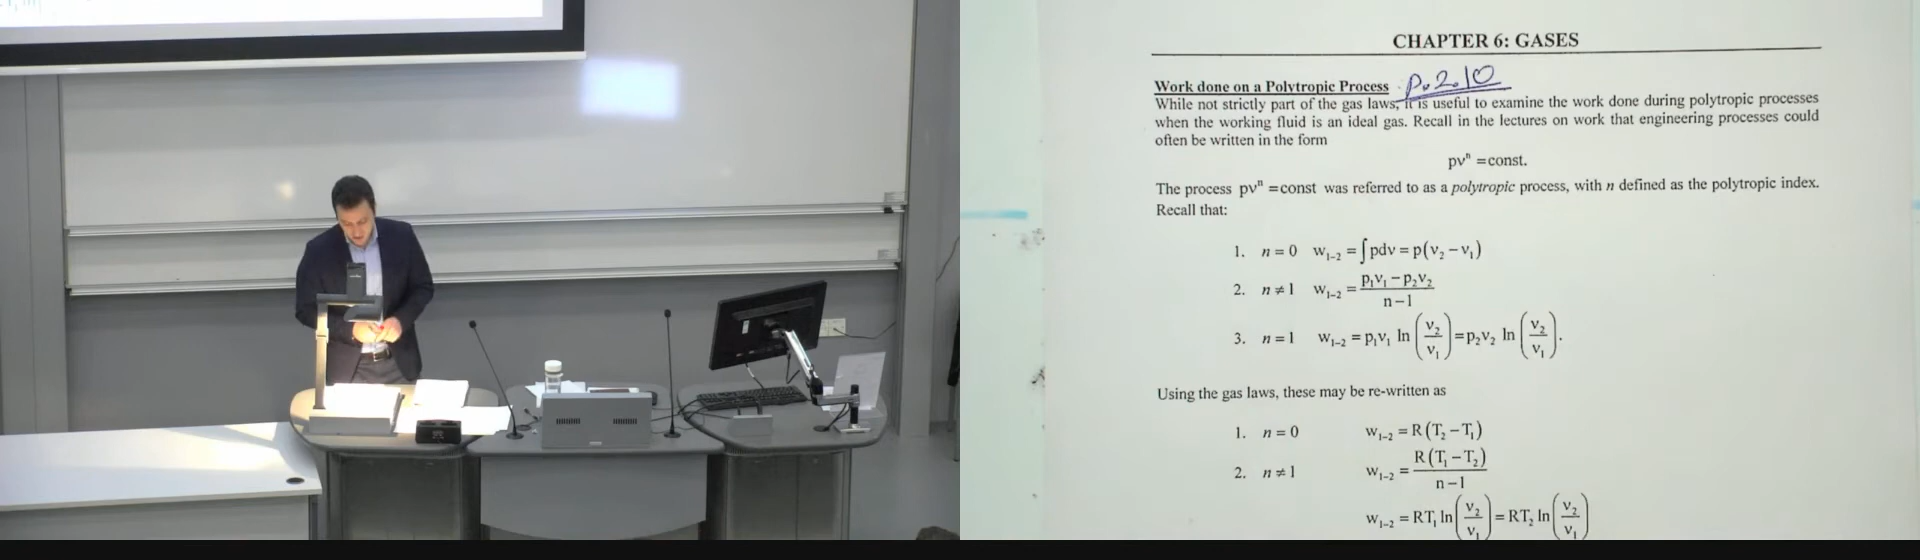 CHAPTER 6: GASES
Work done on a Polytropic Process P.2.10
While not strictly part of the gas laws, it is useful to examine the work done during polytropic processes
when the working fluid is an ideal gas. Recall in the lectures on work that engineering processes could
often be written in the form
pvⁿ = const.
The process pvⁿ = const was referred to as a polytropic process, with n defined as the polytropic index.
Recall that:
1. n = 0 w₁₋₂ = ∫pdv = p(v₂ − v₁)
2. n ≠ 1 w₁₋₂ = (p₁v₁ − p₂v₂)/(n − 1)
3. n = 1 w₁₋₂ = p₁v₁ ln(v₂/v₁) = p₂v₂ ln(v₂/v₁).
Using the gas laws, these may be re-written as
1. n = 0 w₁₋₂ = R(T₂ − T₁)
2. n ≠ 1 w₁₋₂ = R(T₁ − T₂)/(n − 1)
w₁₋₂ = RT₁ ln(v₂/v₁) = RT₂ ln(v₂/v₁)